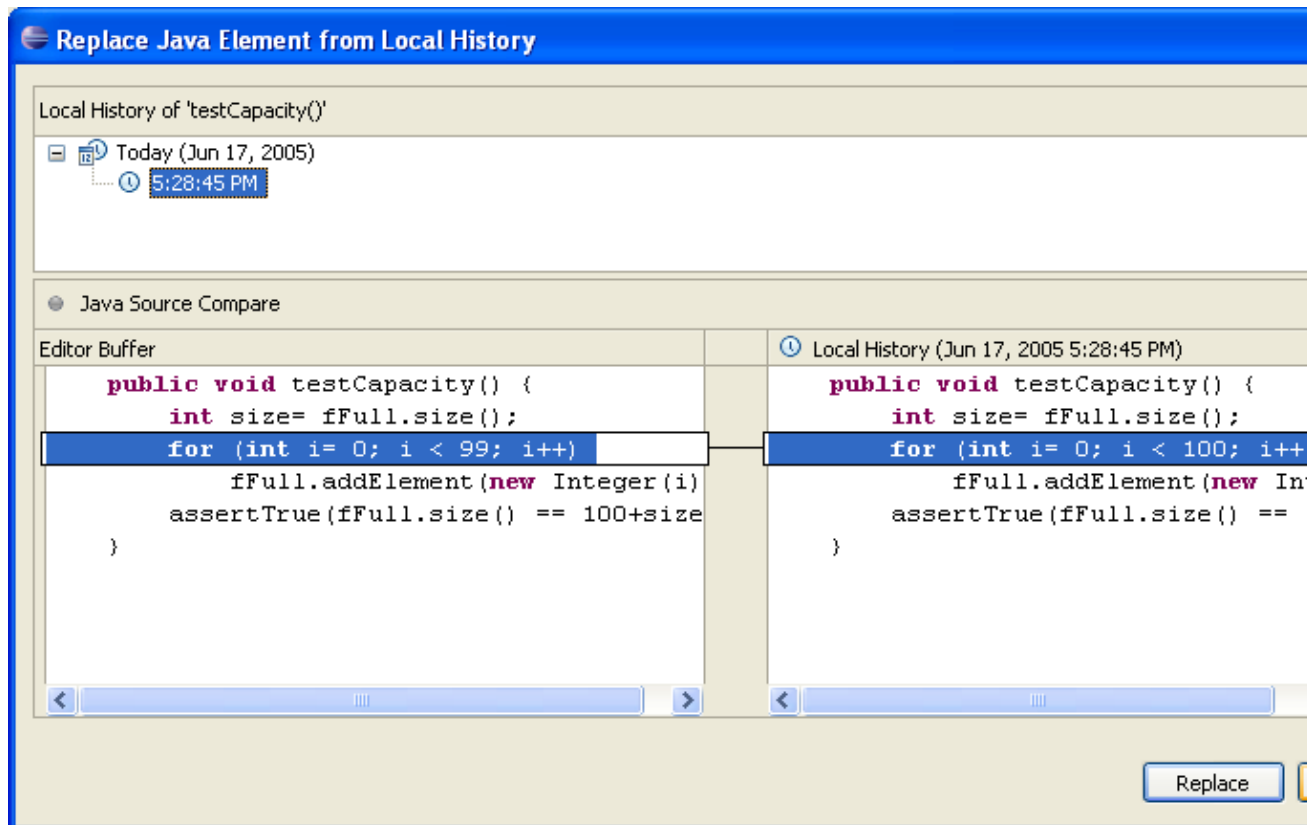 Replace Java Element from Local History
Local History of 'testCapacity()'
Today (Jun 17, 2005)
5:28:45 PM
Java Source Compare
Editor Buffer
public void testCapacity() {
int size= fFull.size();
for (int i= 0; i < 99; i++)
fFull.addElement(new Integer(i)
assertTrue(fFull.size() == 100+size
}
Local History (Jun 17, 2005 5:28:45 PM)
public void testCapacity() {
int size= fFull.size();
for (int i= 0; i < 100; i++
fFull.addElement(new Int
assertTrue(fFull.size() ==
}
Replace